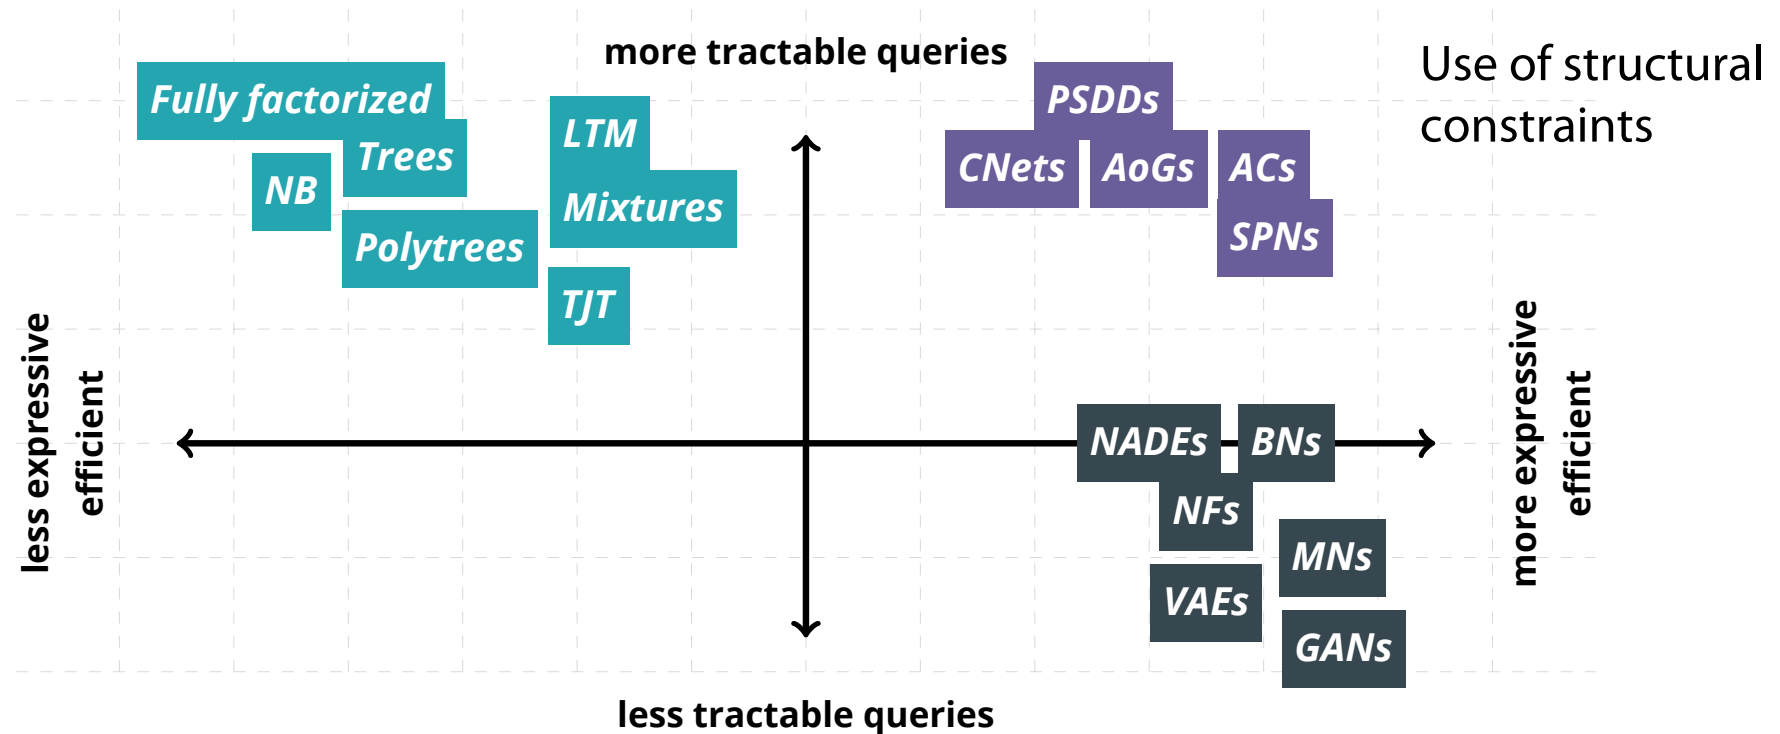 more tractable queries
Use of structural
constraints
Fully factorized
LTM
PSDDs
Trees
CNets
AoGs
ACs
NB
Mixtures
SPNs
Polytrees
TJT
less expressive
efficient
more expressive
efficient
NADEs
BNs
NFs
MNs
VAEs
GANs
less tractable queries